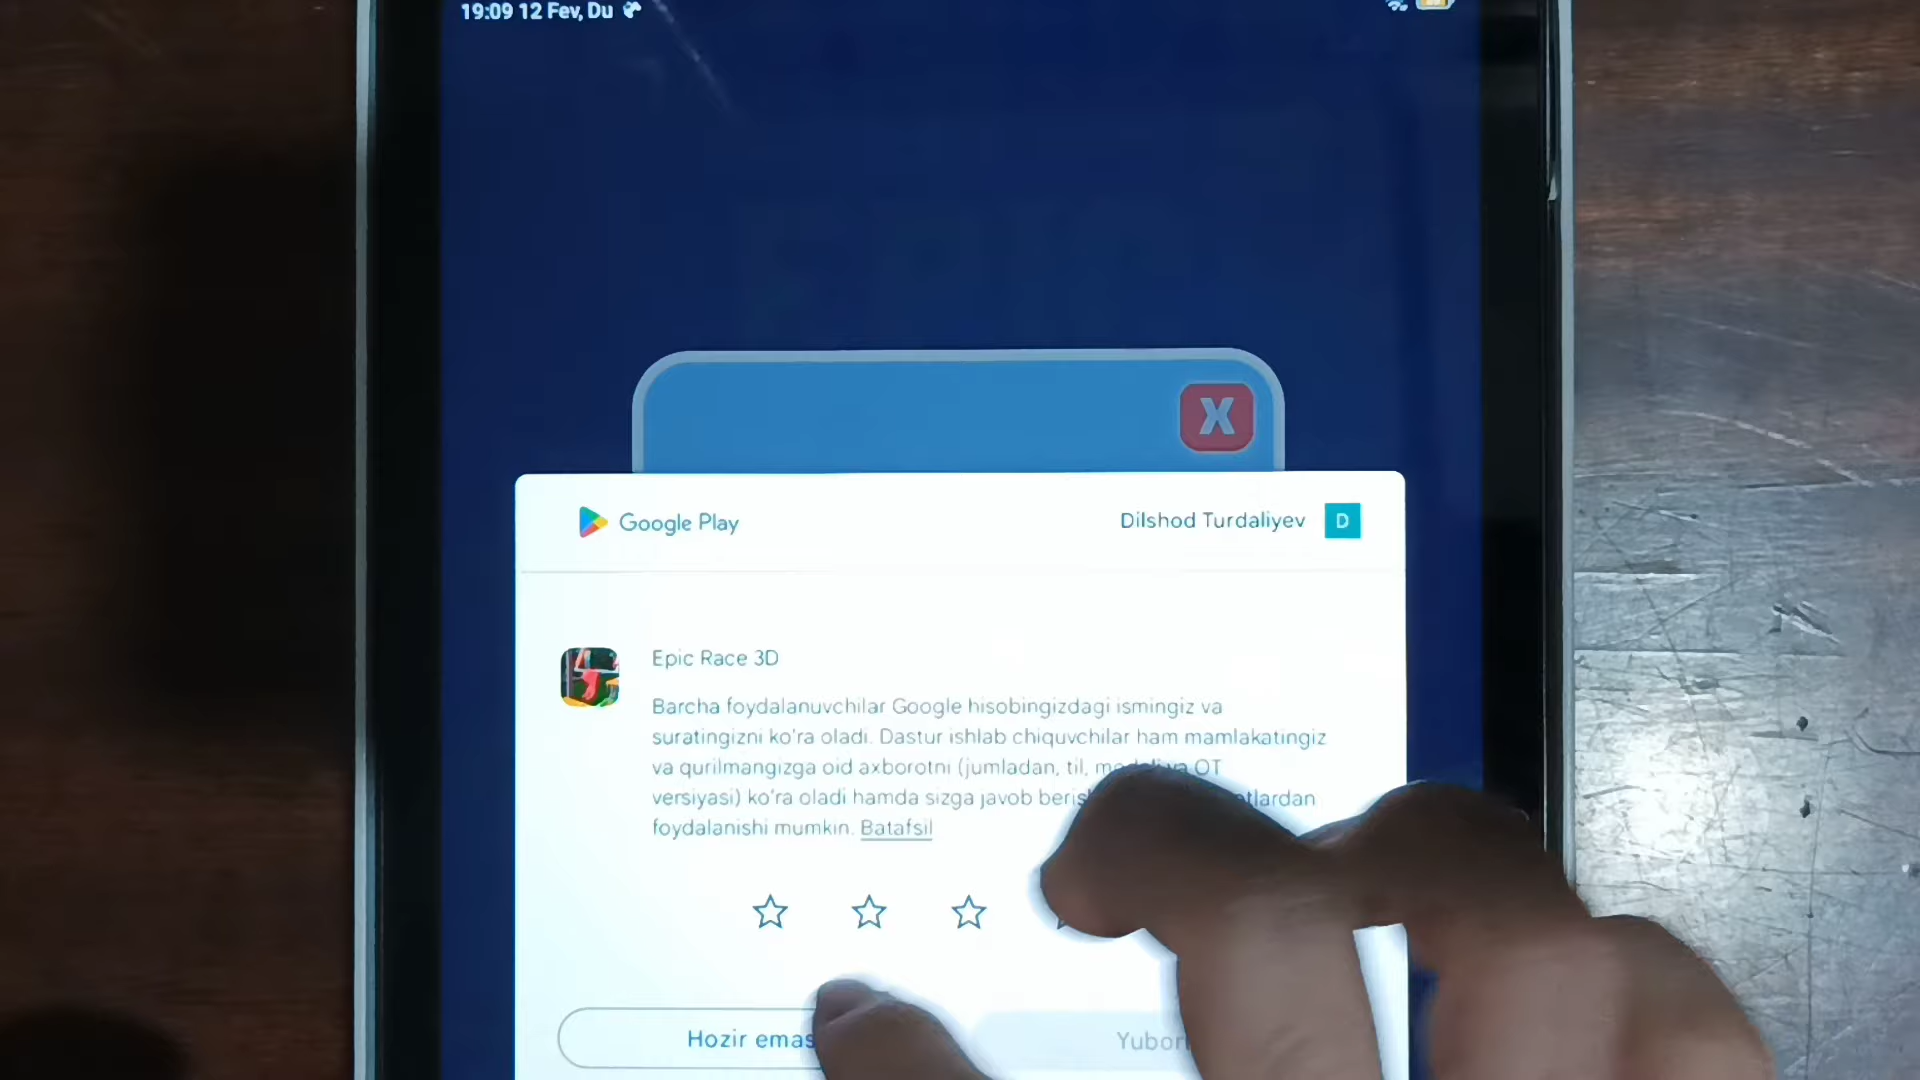 19:09 12 Fev, Du
X
Google Play
Dilshod Turdaliyev D
Epic Race 3D
Barcha foydalanuvchilar Google hisobingizdagi ismingiz va
suratingizni ko'ra oladi. Dastur ishlab chiquvchilar ham mamlakatingiz
va qurilmangizga oid axborotni (jumladan, til, va OT
versiyasi) ko'ra oladi hamda sizga javob
foydalanishi mumkin. Batafsil
Hozir emas